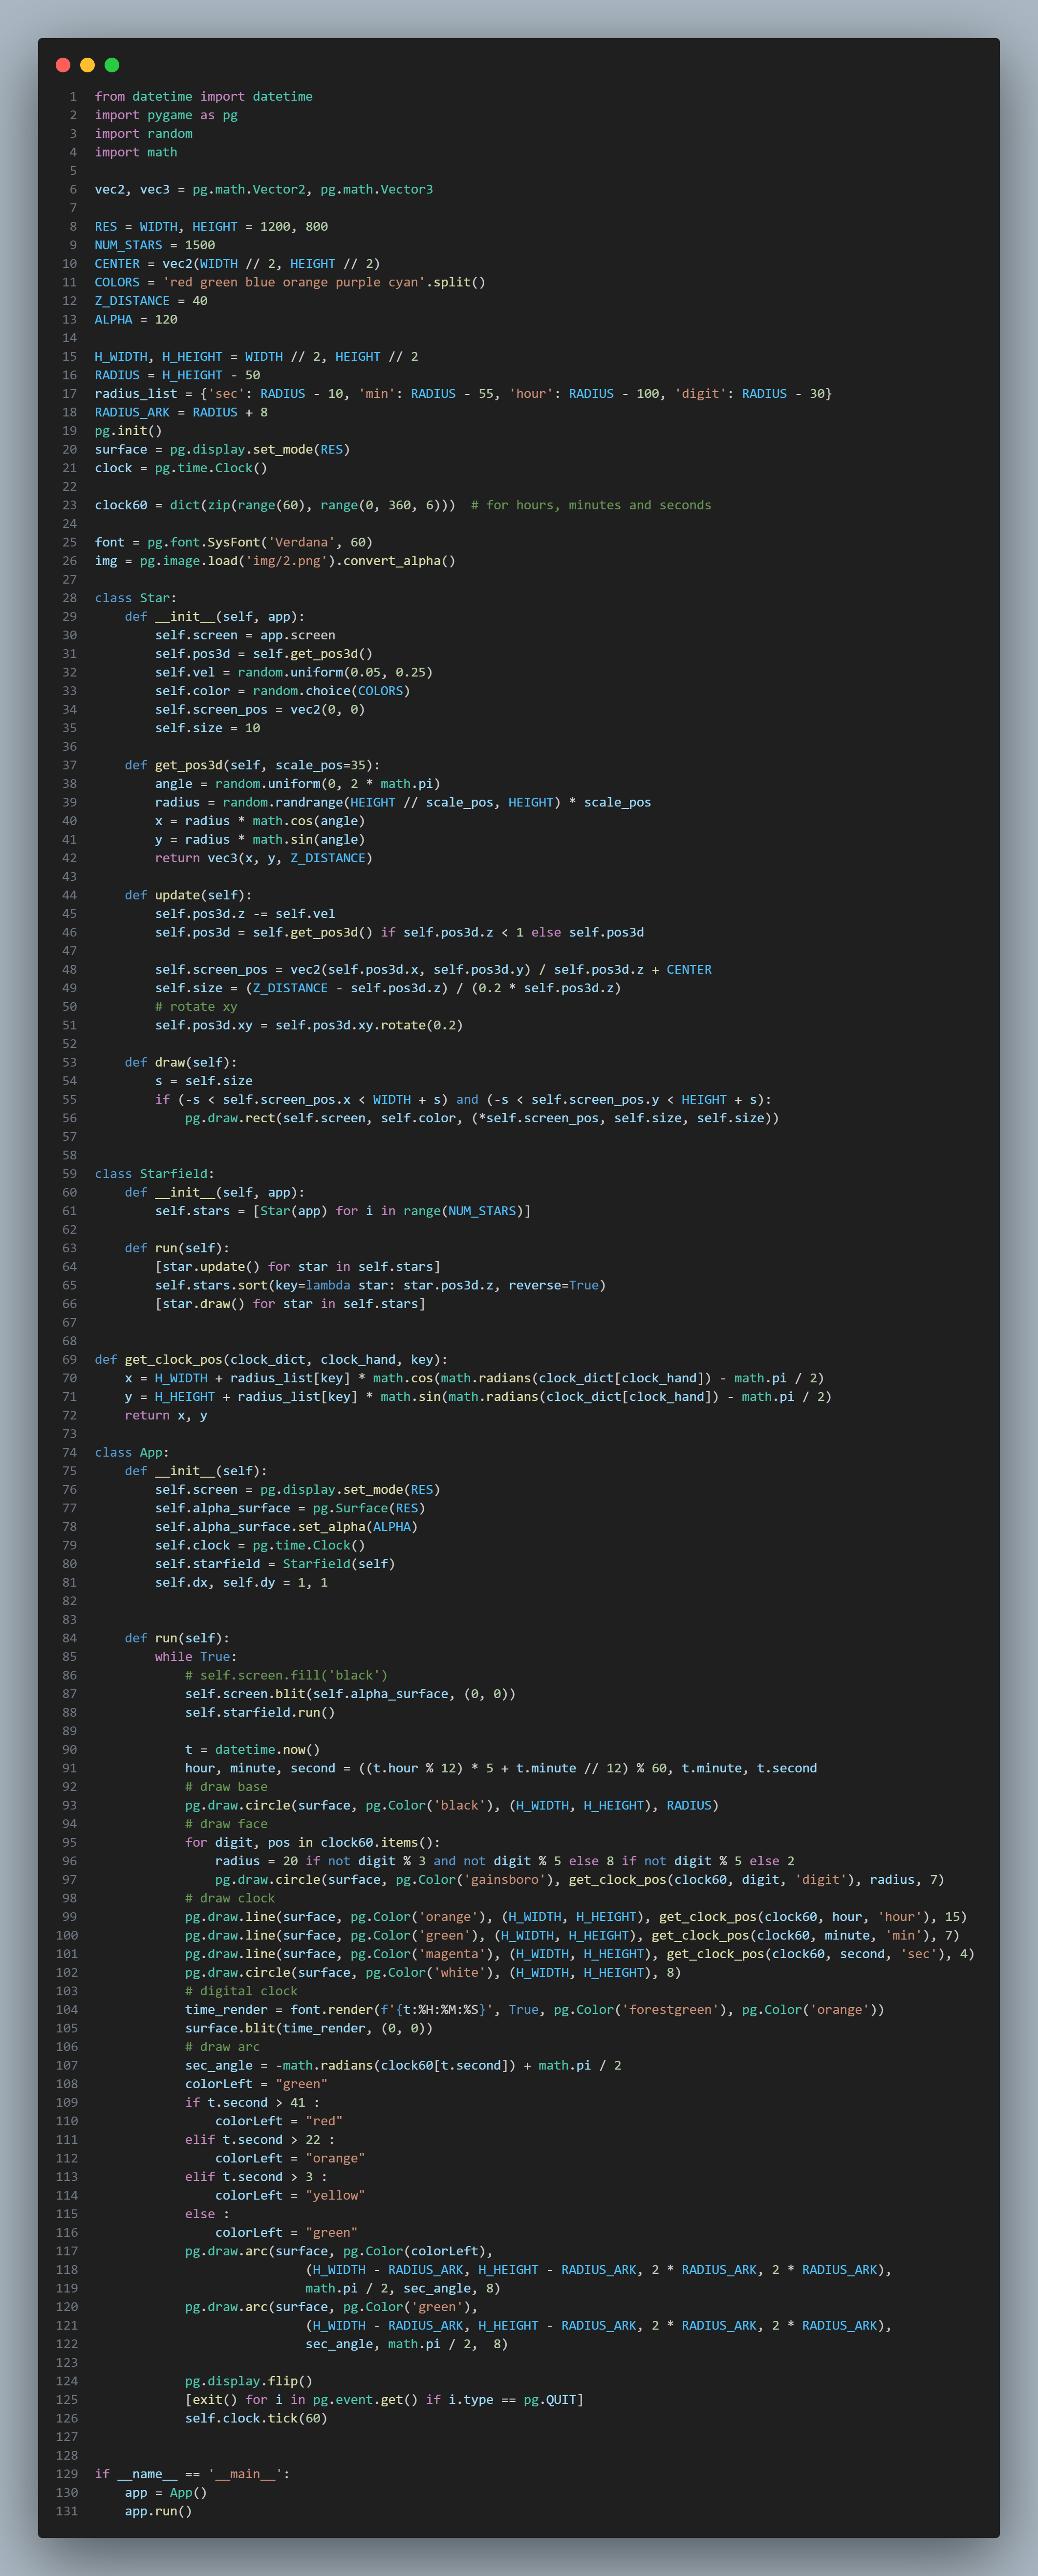 1 from datetime import datetime
2 import pygame as pg
3 import random
4 import math
5
6 vec2, vec3 = pg.math.Vector2, pg.math.Vector3
7
8 RES = WIDTH, HEIGHT = 1200, 800
9 NUM_STARS = 1500
10 CENTER = vec2(WIDTH // 2, HEIGHT // 2)
11 COLORS = 'red green blue orange purple cyan'.split()
12 Z_DISTANCE = 40
13 ALPHA = 120
14
15 H_WIDTH, H_HEIGHT = WIDTH // 2, HEIGHT // 2
16 RADIUS = H_HEIGHT - 50
17 radius_list = {'sec': RADIUS - 10, 'min': RADIUS - 55, 'hour': RADIUS - 100, 'digit': RADIUS - 30}
18 RADIUS_ARK = RADIUS + 8
19 pg.init()
20 surface = pg.display.set_mode(RES)
21 clock = pg.time.Clock()
22
23 clock60 = dict(zip(range(60), range(0, 360, 6)))  # for hours, minutes and seconds
24
25 font = pg.font.SysFont('Verdana', 60)
26 img = pg.image.load('img/2.png').convert_alpha()
27
28 class Star:
29     def __init__(self, app):
30         self.screen = app.screen
31         self.pos3d = self.get_pos3d()
32         self.vel = random.uniform(0.05, 0.25)
33         self.color = random.choice(COLORS)
34         self.screen_pos = vec2(0, 0)
35         self.size = 10
36
37     def get_pos3d(self, scale_pos=35):
38         angle = random.uniform(0, 2 * math.pi)
39         radius = random.randrange(HEIGHT // scale_pos, HEIGHT) * scale_pos
40         x = radius * math.cos(angle)
41         y = radius * math.sin(angle)
42         return vec3(x, y, Z_DISTANCE)
43
44     def update(self):
45         self.pos3d.z -= self.vel
46         self.pos3d = self.get_pos3d() if self.pos3d.z < 1 else self.pos3d
47
48         self.screen_pos = vec2(self.pos3d.x, self.pos3d.y) / self.pos3d.z + CENTER
49         self.size = (Z_DISTANCE - self.pos3d.z) / (0.2 * self.pos3d.z)
50         # rotate xy
51         self.pos3d.xy = self.pos3d.xy.rotate(0.2)
52
53     def draw(self):
54         s = self.size
55         if (-s < self.screen_pos.x < WIDTH + s) and (-s < self.screen_pos.y < HEIGHT + s):
56             pg.draw.rect(self.screen, self.color, (*self.screen_pos, self.size, self.size))
57
58
59 class Starfield:
60     def __init__(self, app):
61         self.stars = [Star(app) for i in range(NUM_STARS)]
62
63     def run(self):
64         [star.update() for star in self.stars]
65         self.stars.sort(key=lambda star: star.pos3d.z, reverse=True)
66         [star.draw() for star in self.stars]
67
68
69 def get_clock_pos(clock_dict, clock_hand, key):
70     x = H_WIDTH + radius_list[key] * math.cos(math.radians(clock_dict[clock_hand]) - math.pi / 2)
71     y = H_HEIGHT + radius_list[key] * math.sin(math.radians(clock_dict[clock_hand]) - math.pi / 2)
72     return x, y
73
74 class App:
75     def __init__(self):
76         self.screen = pg.display.set_mode(RES)
77         self.alpha_surface = pg.Surface(RES)
78         self.alpha_surface.set_alpha(ALPHA)
79         self.clock = pg.time.Clock()
80         self.starfield = Starfield(self)
81         self.dx, self.dy = 1, 1
82
83
84     def run(self):
85         while True:
86             # self.screen.fill('black')
87             self.screen.blit(self.alpha_surface, (0, 0))
88             self.starfield.run()
89
90             t = datetime.now()
91             hour, minute, second = ((t.hour % 12) * 5 + t.minute // 12) % 60, t.minute, t.second
92             # draw base
93             pg.draw.circle(surface, pg.Color('black'), (H_WIDTH, H_HEIGHT), RADIUS)
94             # draw face
95             for digit, pos in clock60.items():
96                 radius = 20 if not digit % 3 and not digit % 5 else 8 if not digit % 5 else 2
97                 pg.draw.circle(surface, pg.Color('gainsboro'), get_clock_pos(clock60, digit, 'digit'), radius, 7)
98             # draw clock
99             pg.draw.line(surface, pg.Color('orange'), (H_WIDTH, H_HEIGHT), get_clock_pos(clock60, hour, 'hour'), 15)
100             pg.draw.line(surface, pg.Color('green'), (H_WIDTH, H_HEIGHT), get_clock_pos(clock60, minute, 'min'), 7)
101             pg.draw.line(surface, pg.Color('magenta'), (H_WIDTH, H_HEIGHT), get_clock_pos(clock60, second, 'sec'), 4)
102             pg.draw.circle(surface, pg.Color('white'), (H_WIDTH, H_HEIGHT), 8)
103             # digital clock
104             time_render = font.render(f'{t:%H:%M:%S}', True, pg.Color('forestgreen'), pg.Color('orange'))
105             surface.blit(time_render, (0, 0))
106             # draw arc
107             sec_angle = -math.radians(clock60[t.second]) + math.pi / 2
108             colorLeft = "green"
109             if t.second > 41 :
110                 colorLeft = "red"
111             elif t.second > 22 :
112                 colorLeft = "orange"
113             elif t.second > 3 :
114                 colorLeft = "yellow"
115             else :
116                 colorLeft = "green"
117             pg.draw.arc(surface, pg.Color(colorLeft),
118                             (H_WIDTH - RADIUS_ARK, H_HEIGHT - RADIUS_ARK, 2 * RADIUS_ARK, 2 * RADIUS_ARK),
119                             math.pi / 2, sec_angle, 8)
120             pg.draw.arc(surface, pg.Color('green'),
121                             (H_WIDTH - RADIUS_ARK, H_HEIGHT - RADIUS_ARK, 2 * RADIUS_ARK, 2 * RADIUS_ARK),
122                             sec_angle, math.pi / 2,  8)
123
124             pg.display.flip()
125             [exit() for i in pg.event.get() if i.type == pg.QUIT]
126             self.clock.tick(60)
127
128
129 if __name__ == '__main__':
130     app = App()
131     app.run()